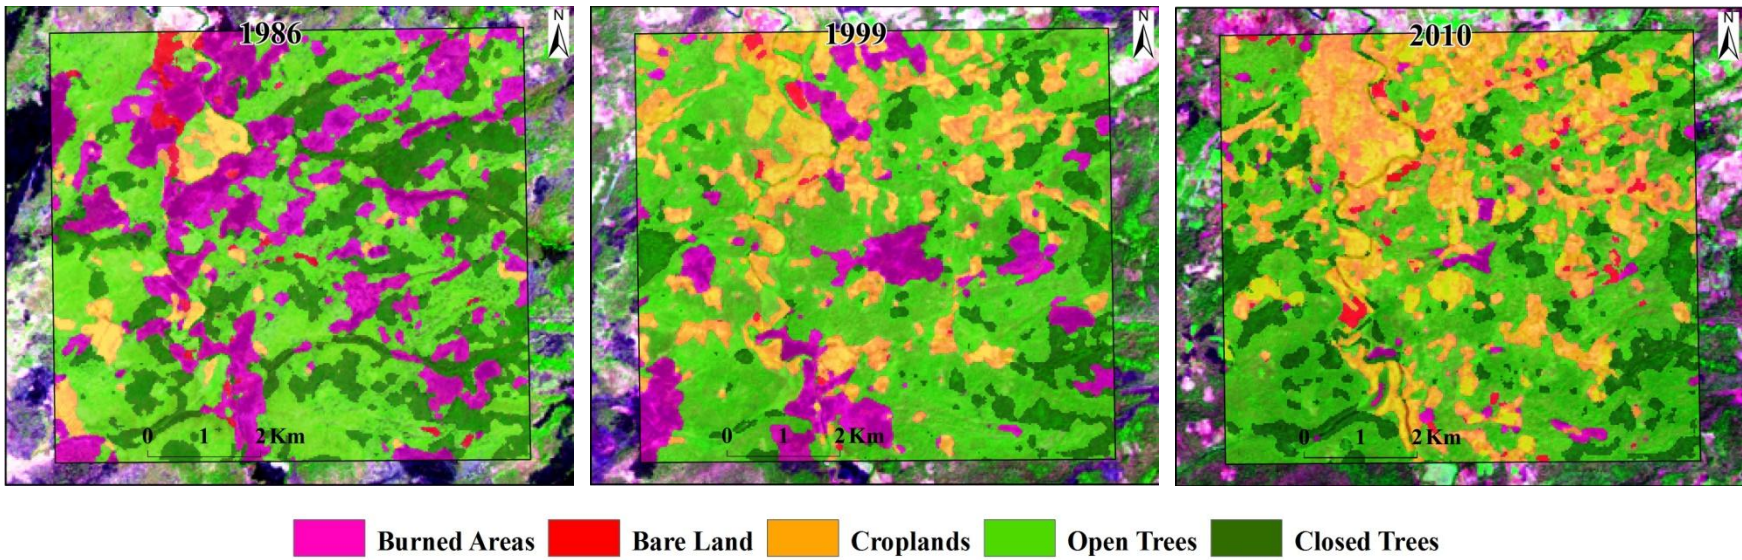 1986
N
0 1 2 Km
1999
N
0 1 2 Km
2010
N
0 1 2 Km
Burned Areas
Bare Land
Croplands
Open Trees
Closed Trees